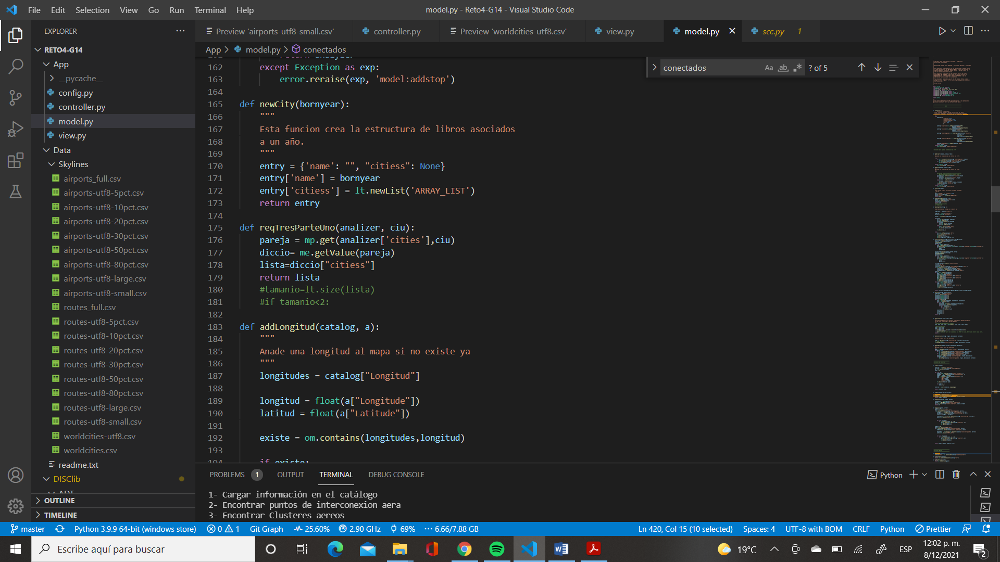 File Edit Selection View Go Run Terminal Help
model.py - Reto4-G14 - Visual Studio Code
EXPLORER
Preview 'airports-utf8-small.csv'
controller.py
Preview 'worldcities-utf8.csv'
view.py
model.py
scc.py 1
App > model.py > conectados
conectados
Aa ab
? of 5
RETO4-G14
App
__pycache__
config.py
controller.py
model.py
view.py
Data
Skylines
airports_full.csv
airports-utf8-5pct.csv
airports-utf8-10pct.csv
airports-utf8-20pct.csv
airports-utf8-30pct.csv
airports-utf8-50pct.csv
airports-utf8-80pct.csv
airports-utf8-large.csv
airports-utf8-small.csv
routes_full.csv
routes-utf8-5pct.csv
routes-utf8-10pct.csv
routes-utf8-20pct.csv
routes-utf8-30pct.csv
routes-utf8-50pct.csv
routes-utf8-80pct.csv
routes-utf8-large.csv
routes-utf8-small.csv
worldcities-utf8.csv
worldcities.csv
readme.txt
DISClib
ADT
OUTLINE
TIMELINE
162 except Exception as exp:
163 error.reraise(exp, 'model:addstop')
164
165 def newCity(bornyear):
166 """
167 Esta funcion crea la estructura de libros asociados
168 a un año.
169 """
170 entry = {'name': "", "citiess": None}
171 entry['name'] = bornyear
172 entry['citiess'] = lt.newList('ARRAY_LIST')
173 return entry
174
175 def reqTresParteUno(analizer, ciu):
176 pareja = mp.get(analizer['cities'],ciu)
177 diccio= me.getValue(pareja)
178 lista=diccio["citiess"]
179 return lista
180 #tamanio=lt.size(lista)
181 #if tamanio<2:
182
183 def addLongitud(catalog, a):
184 """
185 Anade una longitud al mapa si no existe ya
186 """
187 longitudes = catalog["Longitud"]
188
189 longitud = float(a["Longitude"])
190 latitud = float(a["Latitude"])
191
192 existe = om.contains(longitudes,longitud)
193
194 if existe:
PROBLEMS 1 OUTPUT TERMINAL DEBUG CONSOLE
Python
1- Cargar información en el catálogo
2- Encontrar puntos de interconexion aera
3- Encontrar Clusteres aereos
master
Python 3.9.9 64-bit (windows store)
0 1
Git Graph
25.60%
2.90 GHz
69%
6.66/7.88 GB
Ln 420, Col 15 (10 selected)
Spaces: 4
UTF-8 with BOM
CRLF
Python
Prettier
Escribe aquí para buscar
19°C
ESP
12:02 p. m.
8/12/2021
2